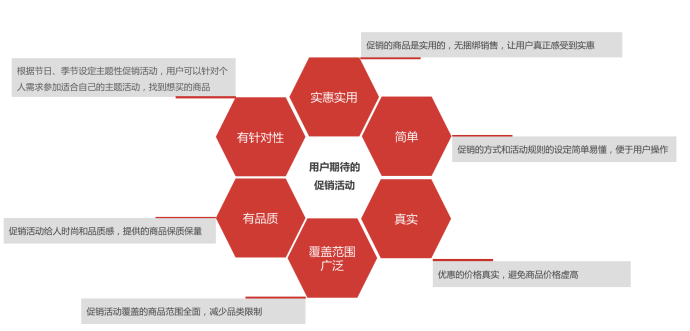 促销的商品是实用的，无捆绑销售，让用户真正感受到实惠
根据节日、季节设定主题性促销活动，用户可以针对个
人需求参加适合自己的主题活动，找到想买的商品
实惠实用
有针对性
简单
促销的方式和活动规则的设定简单易懂，便于用户操作
用户期待的
促销活动
有品质
真实
促销活动给人时尚和品质感，提供的商品保质保量
覆盖范围
广泛
优惠的价格真实，避免商品价格虚高
促销活动覆盖的商品范围全面，减少品类限制